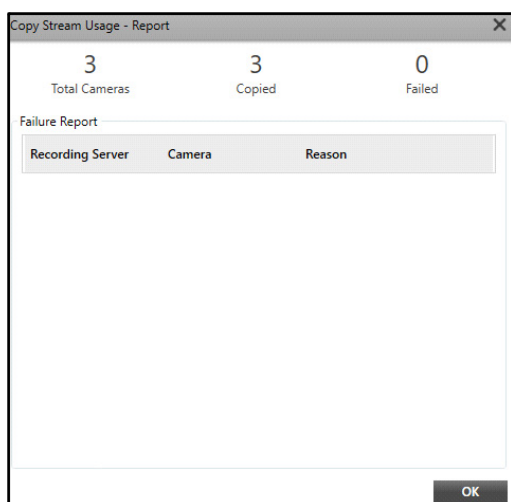 Copy Stream Usage - Report
3 3 0
Total Cameras Copied Failed
Failure Report
Recording Server Camera Reason
OK